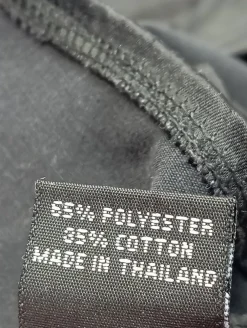 65% POLYESTER
35% COTTON
MADE IN THAILAND